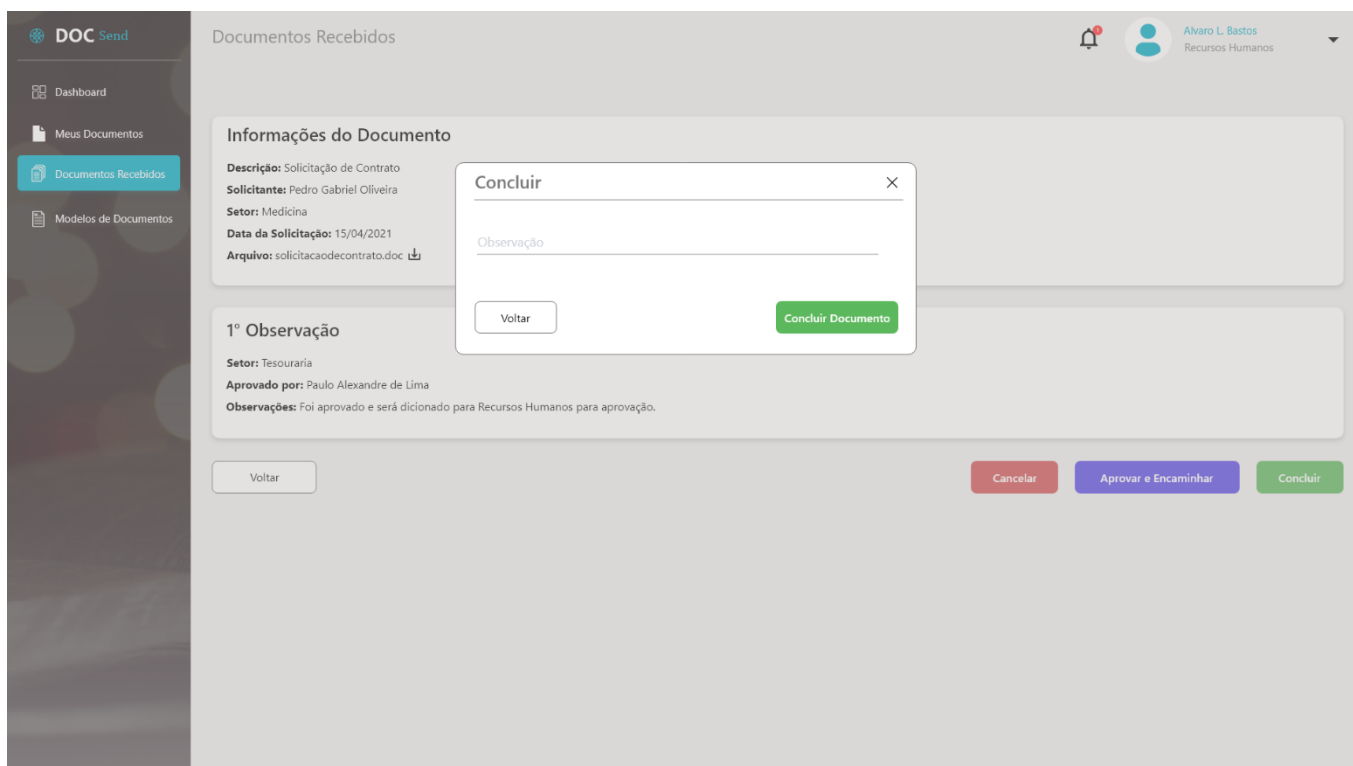 DOC Send
Dashboard
Meus Documentos
Documentos Recebidos
Modelos de Documentos
Documentos Recebidos
Alvaro L. Bastos
Recursos Humanos
Informações do Documento
Descrição: Solicitação de Contrato
Solicitante: Pedro Gabriel Oliveira
Setor: Medicina
Data da Solicitação: 15/04/2021
Arquivo: solicitacaodecontrato.doc
Concluir
Observação
Voltar
Concluir Documento
1º Observação
Setor: Tesouraria
Aprovado por: Paulo Alexandre de Lima
Observações: Foi aprovado e será dicionado para Recursos Humanos para aprovação.
Voltar
Cancelar
Aprovar e Encaminhar
Concluir